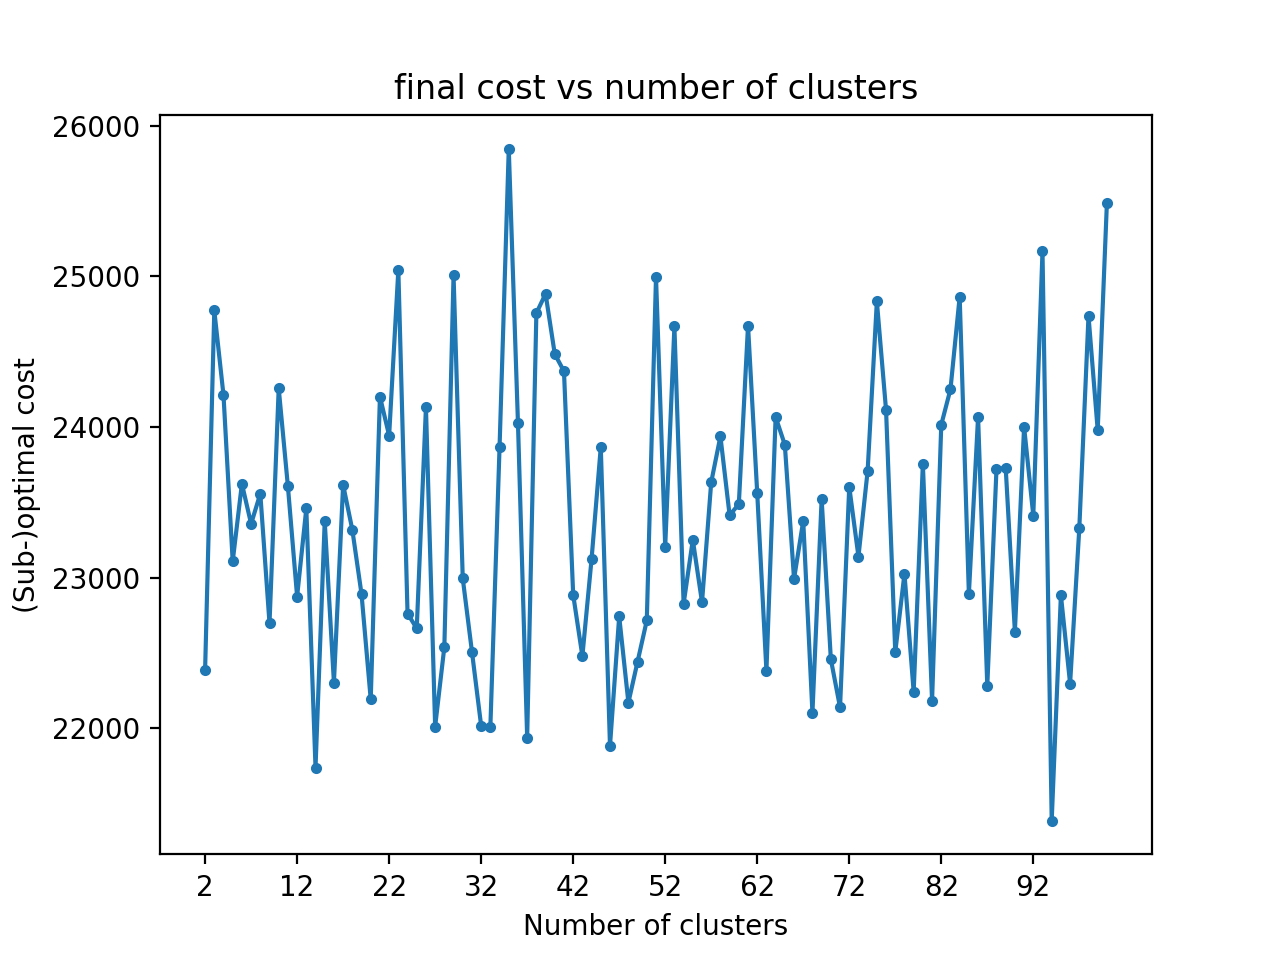 final cost vs number of clusters
26000
25000
24000
23000
22000
(Sub-)optimal cost
2 12 22 32 42 52 62 72 82 92
Number of clusters